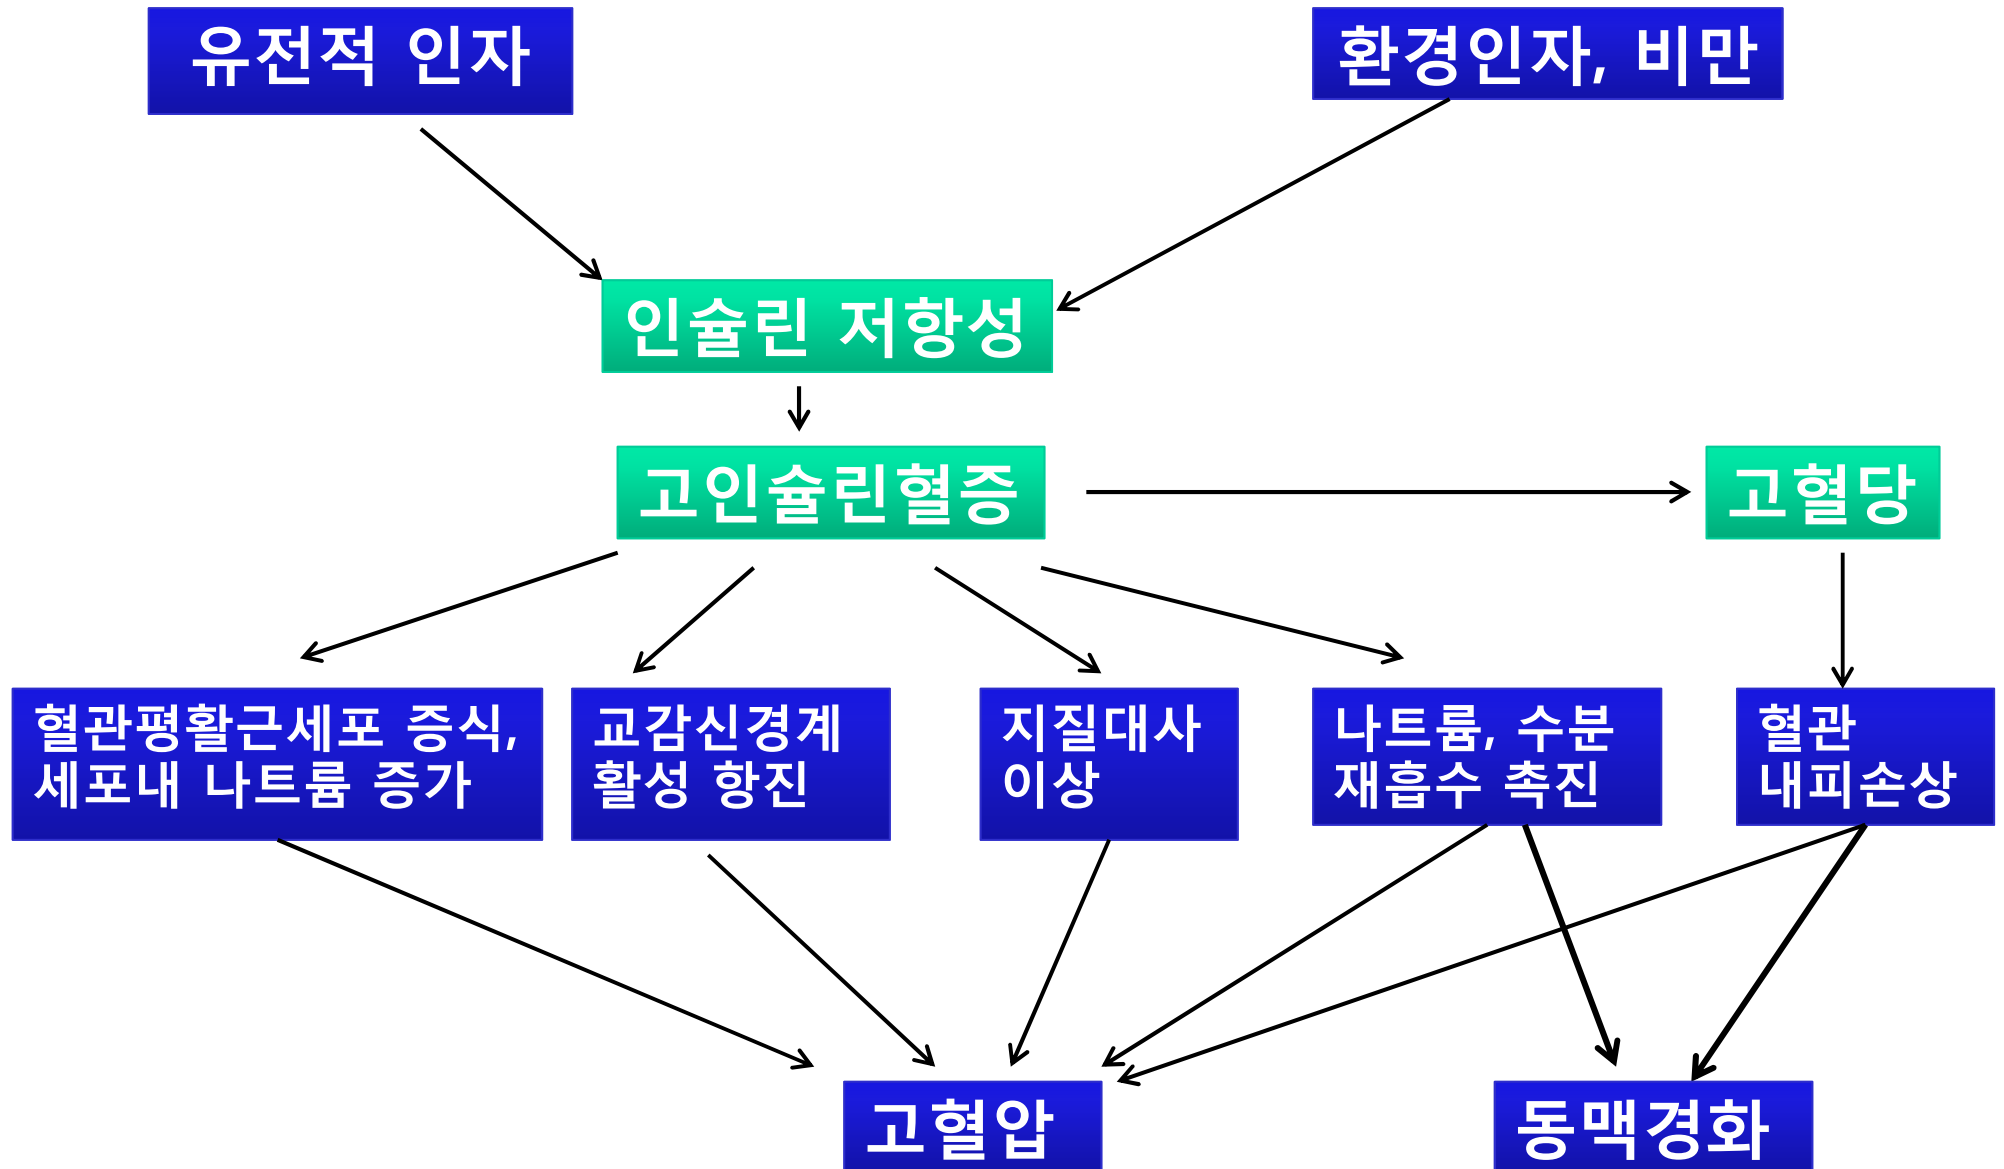 유전적 인자
환경인자, 비만
인슐린 저항성
고인슐린혈증
고혈당
혈관평활근세포 증식,
세포내 나트륨 증가
교감신경계
활성 항진
지질대사
이상
나트륨, 수분
재흡수 촉진
혈관
내피손상
고혈압
동맥경화